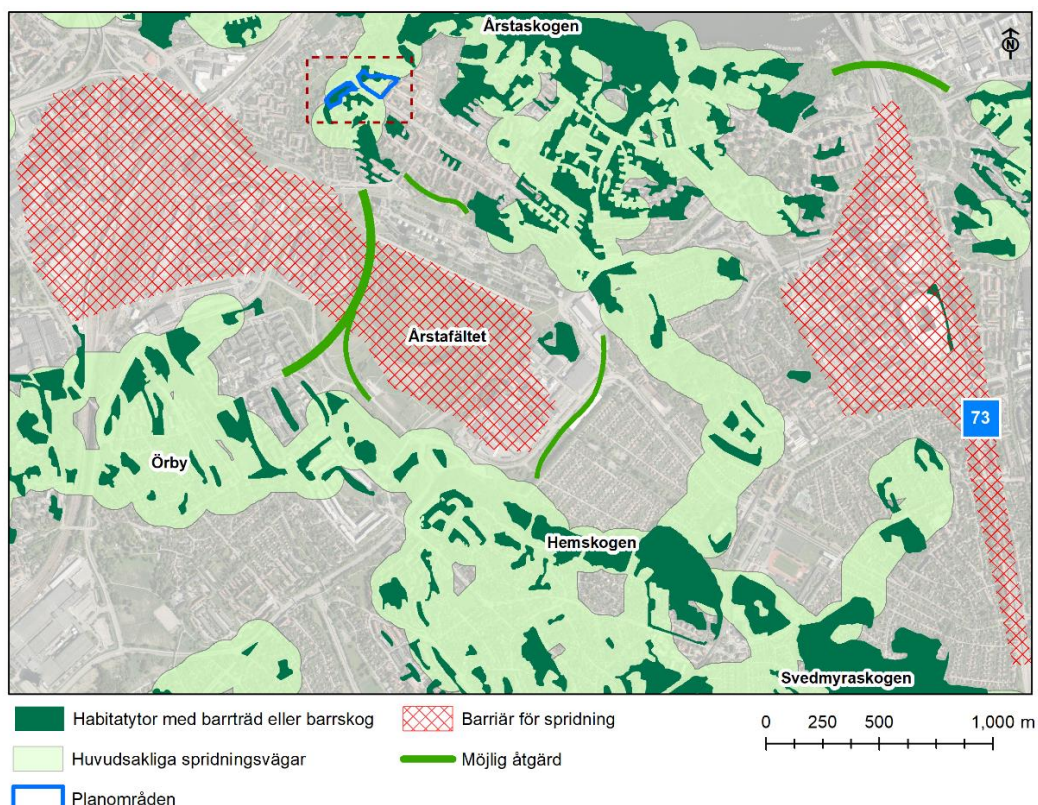 Årstaskogen
N
Årstafältet
73
Örby
Hemskogen
Svedmyraskogen
Habitatytor med barrträd eller barrskog
Barriär för spridning
0 250 500 1,000 m
Huvudsakliga spridningsvägar
Möjlig åtgärd
Planområden